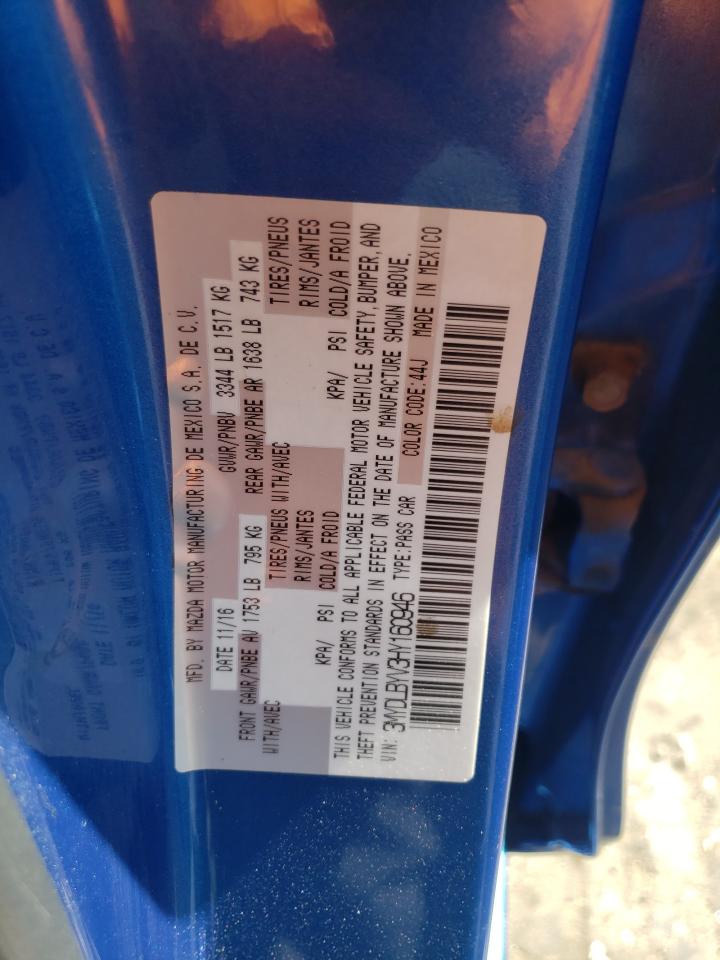 MFD. BY MAZDA MOTOR MANUFACTURING DE MEXICO S.A. DE C.V.
DATE 11/16 GVWR/PNBV 3344 LB 1517 KG
FRONT GAWR/PNBE AV 1753 LB 795 KG REAR GAWR/PNBE AR 1638 LB 743 KG
WITH/AVEC TIRES/PNEUS WITH/AVEC TIRES/PNEUS
RIMS/JANTES RIMS/JANTES
KPA/ PSI COLD/A FROID KPA/ PSI COLD/A FROID
THIS VEHICLE CONFORMS TO ALL APPLICABLE FEDERAL MOTOR VEHICLE SAFETY, BUMPER, AND
THEFT PREVENTION STANDARDS IN EFFECT ON THE DATE OF MANUFACTURE SHOWN ABOVE.
VIN: 3MYDLBYV3HY160946 TYPE:PASS CAR COLOR CODE:44J MADE IN MEXICO